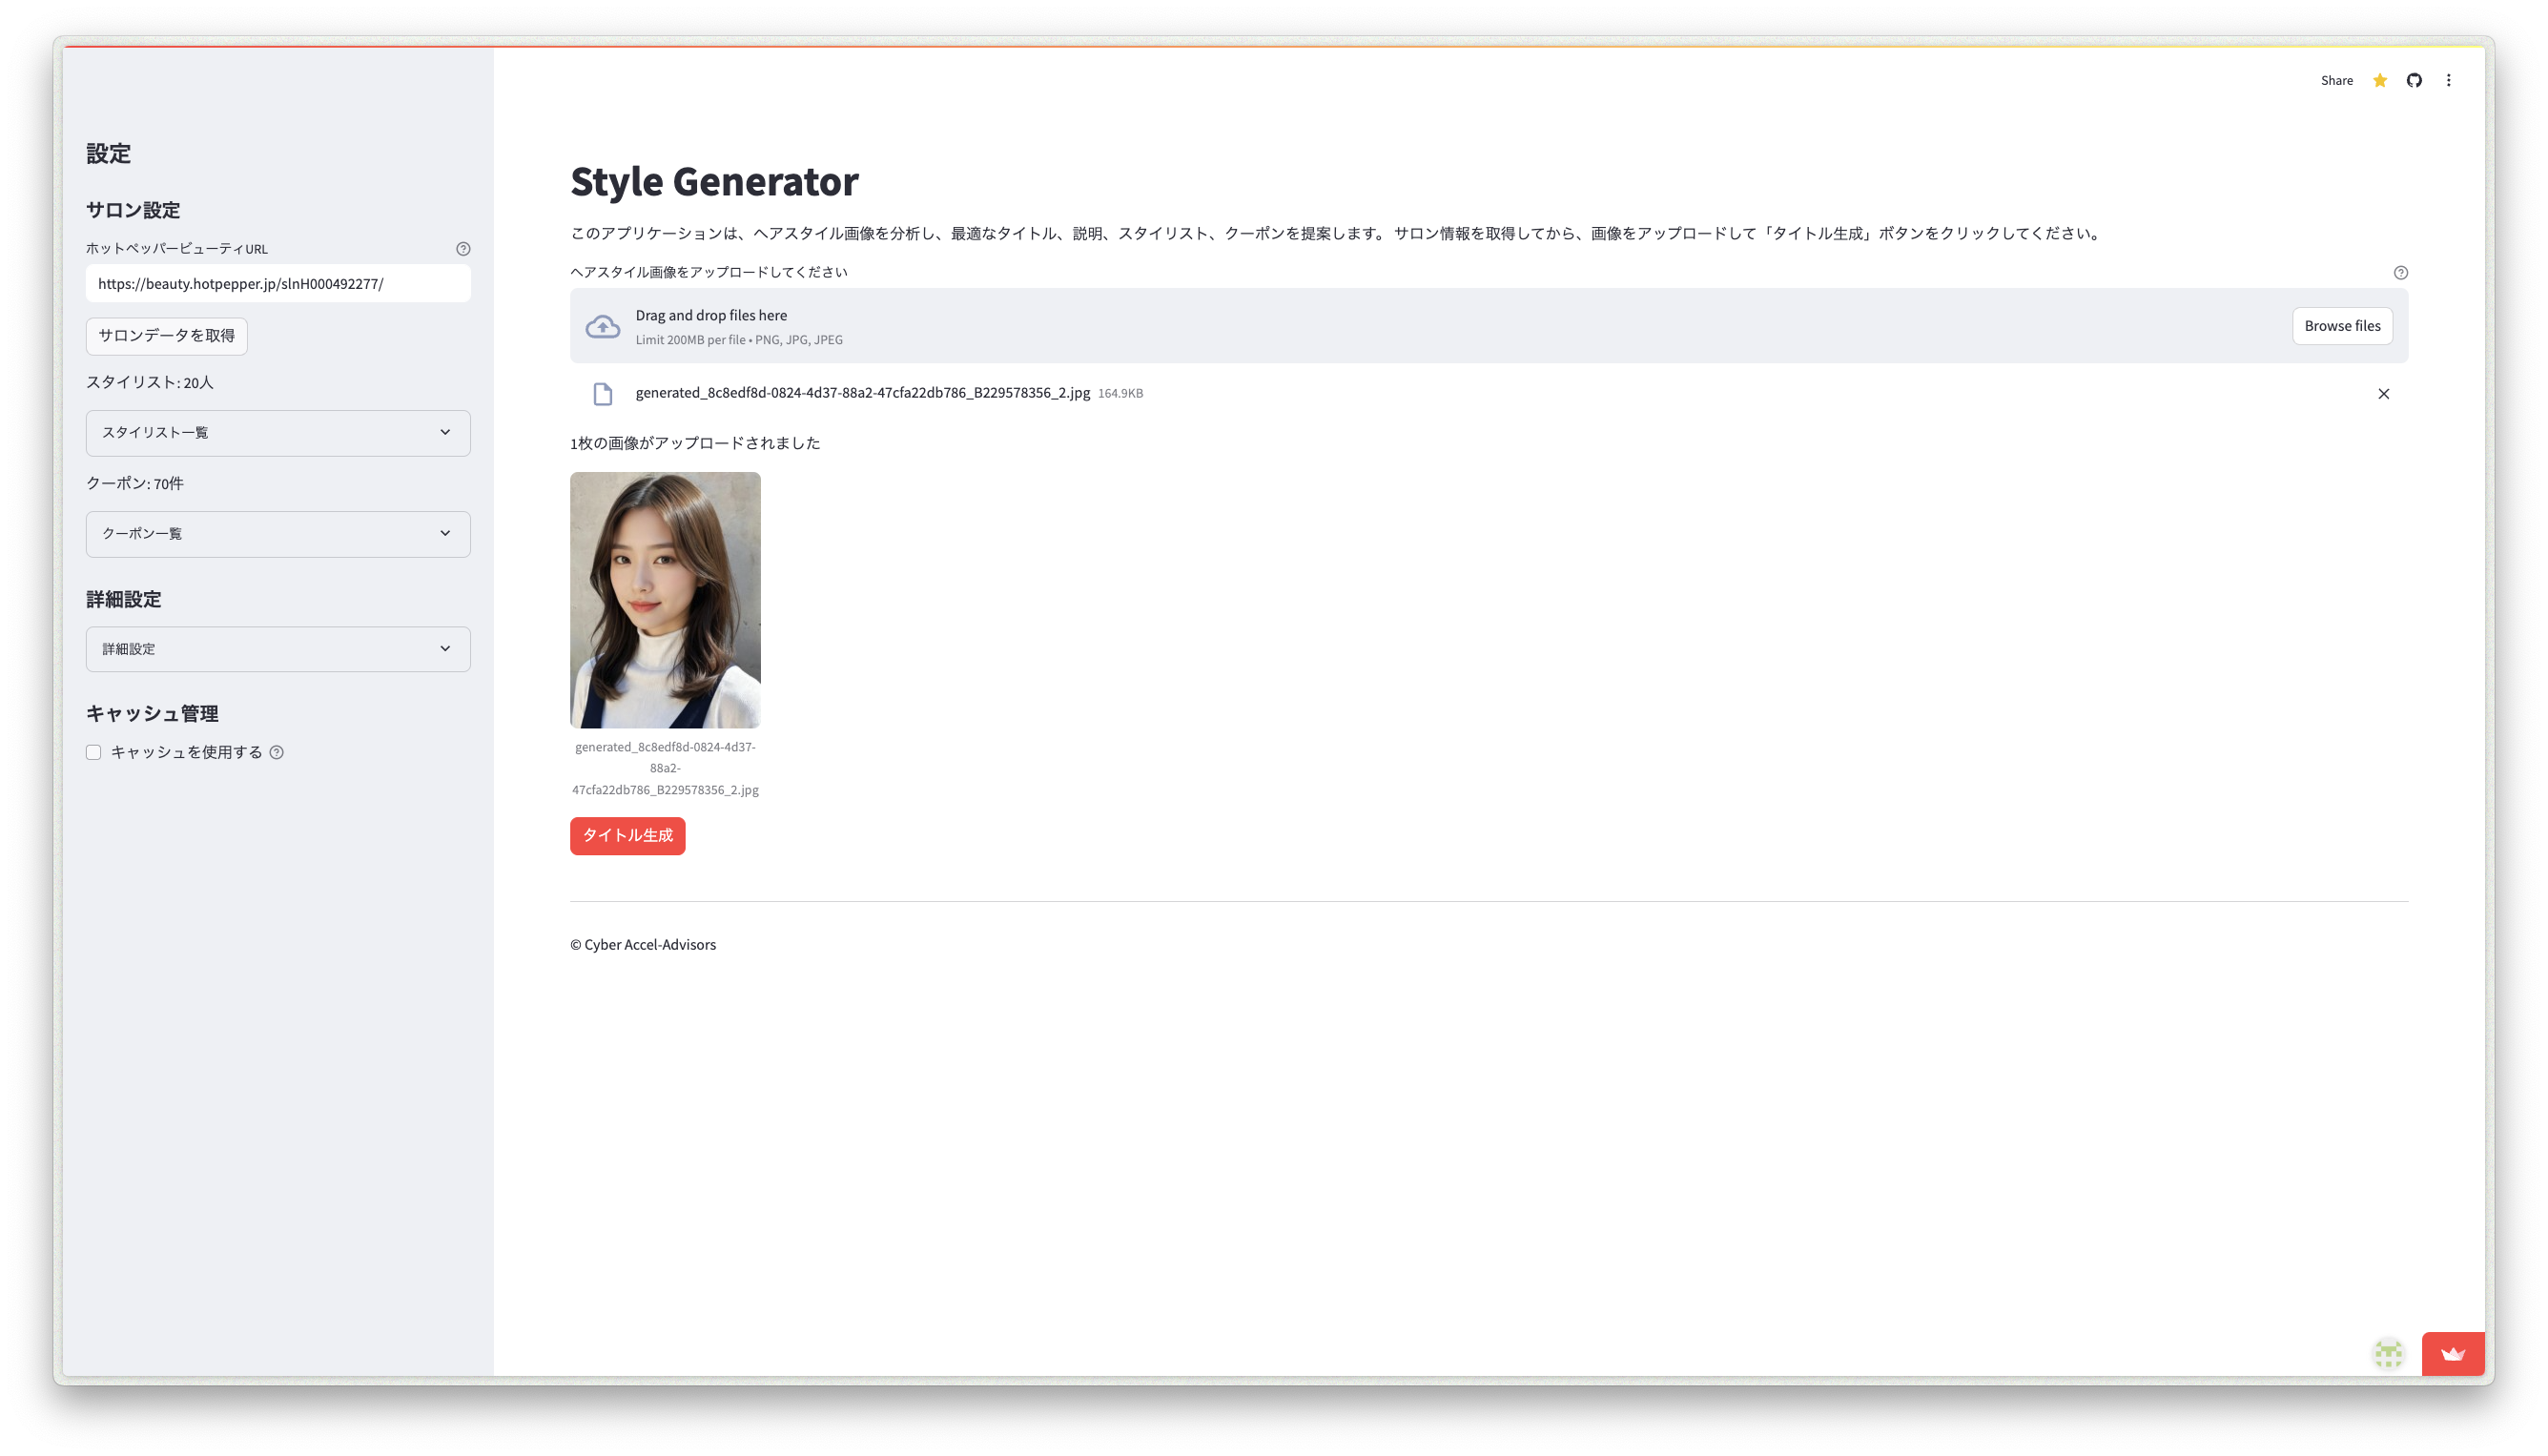 Share
設定
サロン設定
ホットペッパービューティURL
https://beauty.hotpepper.jp/slnH000492277/
サロンデータを取得
スタイリスト: 20人
スタイリスト一覧
クーポン: 70件
クーポン一覧
詳細設定
詳細設定
キャッシュ管理
キャッシュを使用する
Style Generator
このアプリケーションは、ヘアスタイル画像を分析し、最適なタイトル、説明、スタイリスト、クーポンを提案します。 サロン情報を取得してから、画像をアップロードして「タイトル生成」ボタンをクリックしてください。
ヘアスタイル画像をアップロードしてください
Drag and drop files here
Limit 200MB per file • PNG, JPG, JPEG
Browse files
generated_8c8edf8d-0824-4d37-88a2-47cfa22db786_B229578356_2.jpg 164.9KB
1枚の画像がアップロードされました
generated_8c8edf8d-0824-4d37-
88a2-
47cfa22db786_B229578356_2.jpg
タイトル生成
© Cyber Accel-Advisors